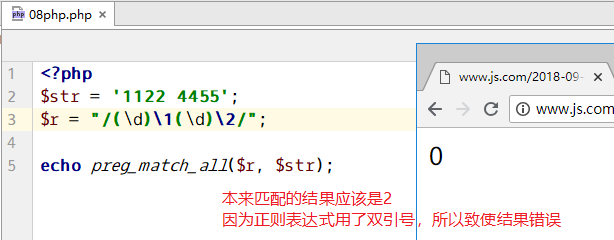 08php.php
www.js.com/2018-09-
www.js.com
1 <?php
2 $str = '1122 4455';
3 $r = "/(\d)\1(\d)\2/";
4
5 echo preg_match_all($r, $str);
0
本来匹配的结果应该是2
因为正则表达式用了双引号，所以致使结果错误